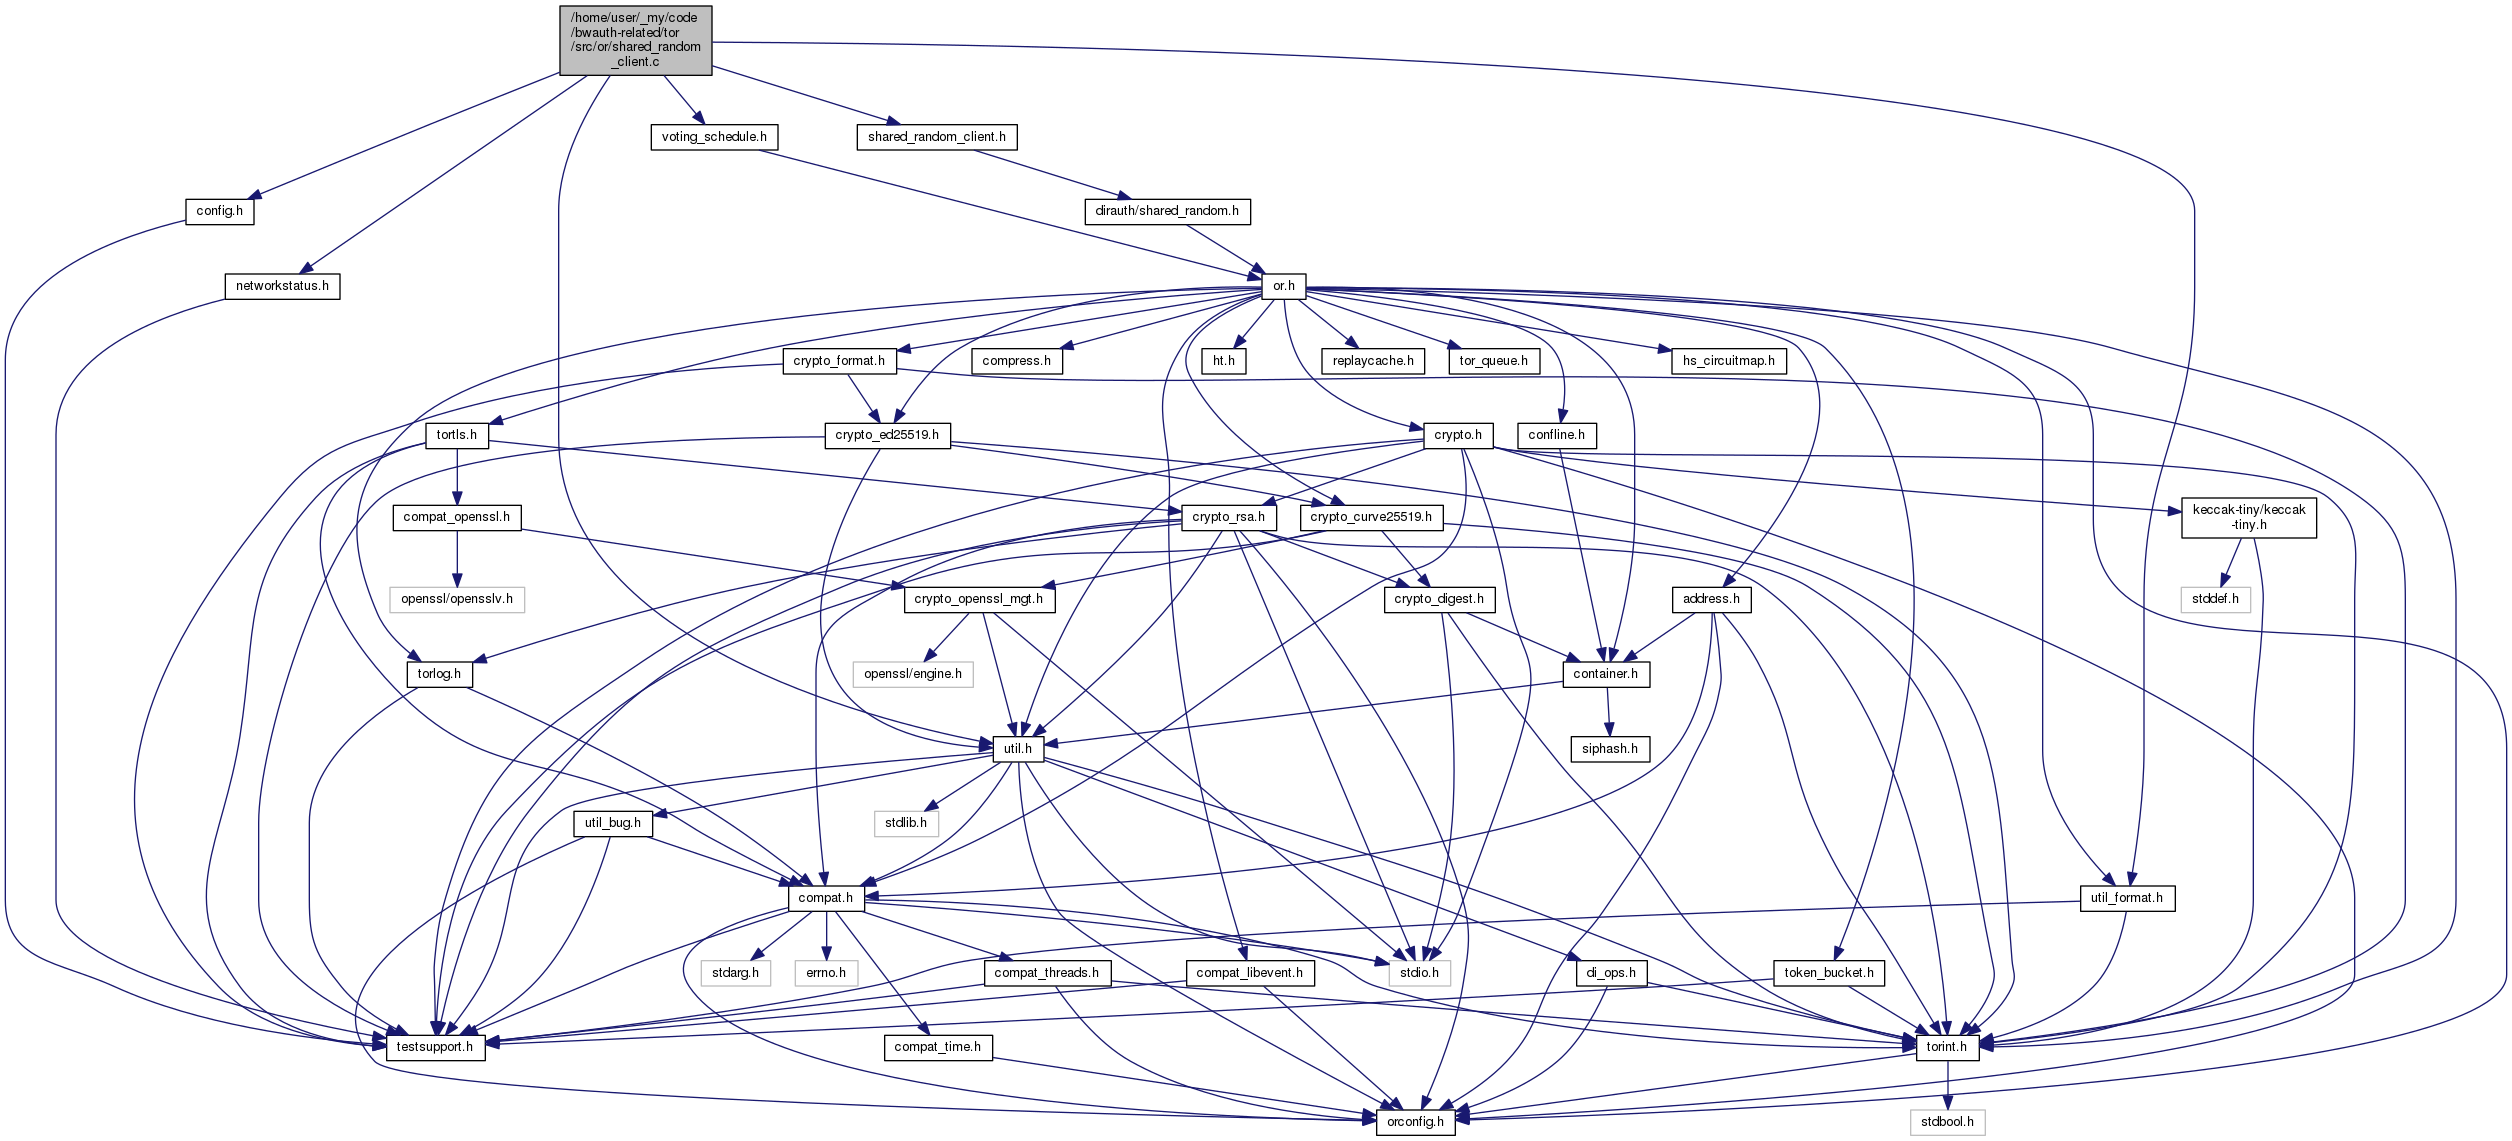 /home/user/_my/code
/bwauth-related/tor
/src/or/shared_random
_client.c
voting_schedule.h
shared_random_client.h
config.h
dirauth/shared_random.h
networkstatus.h
or.h
crypto_format.h
compress.h
ht.h
replaycache.h
tor_queue.h
hs_circuitmap.h
tortls.h
crypto_ed25519.h
crypto.h
confline.h
compat_openssl.h
crypto_rsa.h
crypto_curve25519.h
keccak-tiny/keccak
-tiny.h
openssl/opensslv.h
crypto_openssl_mgt.h
crypto_digest.h
address.h
stddef.h
torlog.h
openssl/engine.h
container.h
util.h
siphash.h
util_bug.h
stdlib.h
compat.h
util_format.h
stdarg.h
errno.h
compat_threads.h
compat_libevent.h
stdio.h
di_ops.h
token_bucket.h
testsupport.h
compat_time.h
torint.h
orconfig.h
stdbool.h